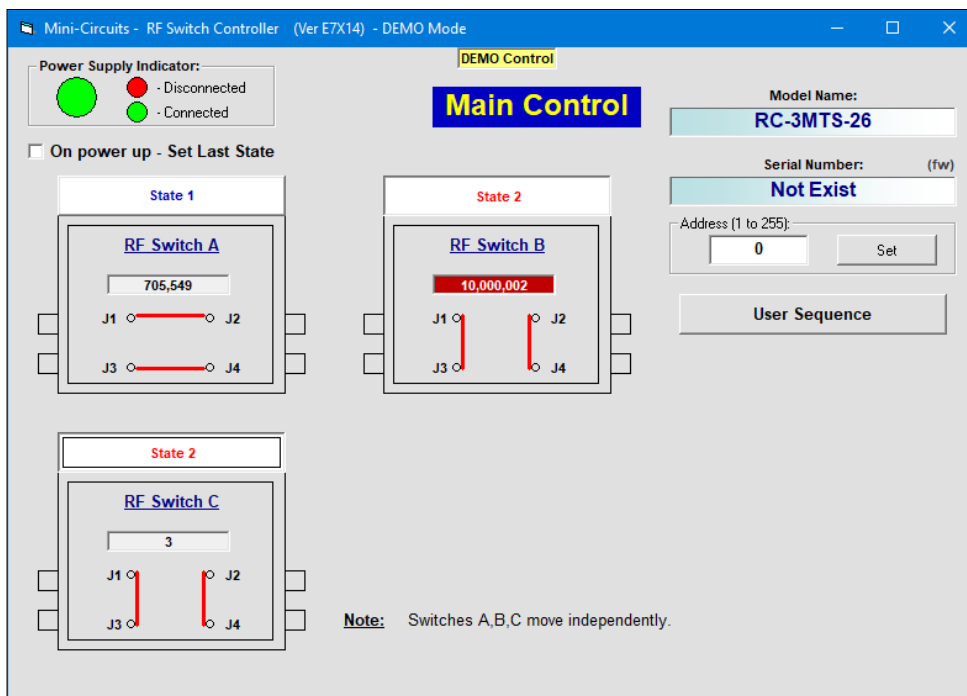 Mini-Circuits - RF Switch Controller (Ver E7X14) - DEMO Mode
DEMO Control
Power Supply Indicator:
- Disconnected
- Connected
Main Control
Model Name:
RC-3MTS-26
On power up - Set Last State
Serial Number: (fw)
Not Exist
State 1
State 2
Address (1 to 255):
0 Set
RF Switch A
705,549
J1 J2
J3 J4
RF Switch B
10,000,002
J1 J2
J3 J4
User Sequence
State 2
RF Switch C
3
J1 J2
J3 J4
Note: Switches A,B,C move independently.